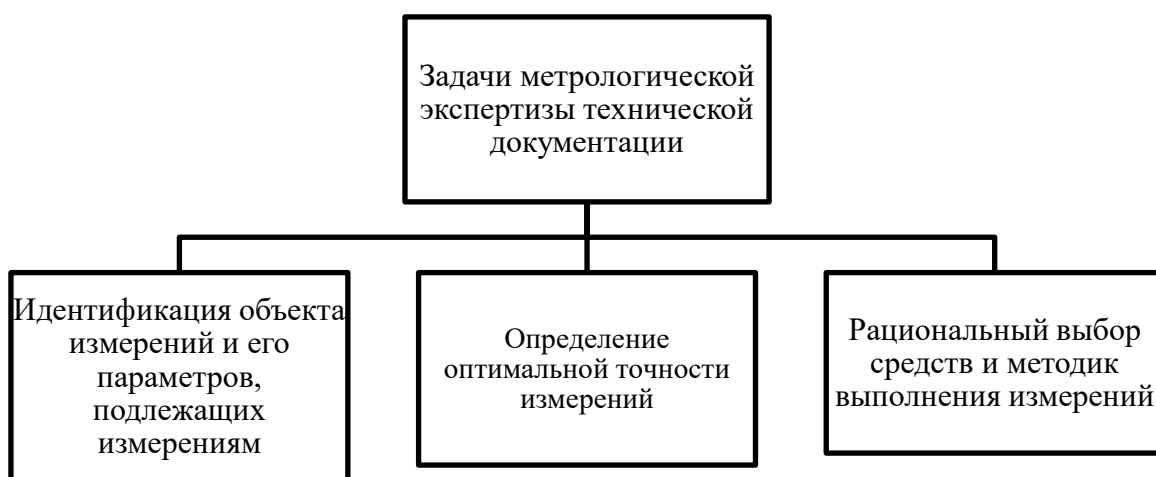 Задачи метрологической
экспертизы технической
документации
Идентификация объекта
измерений и его
параметров,
подлежащих
измерениям
Определение
оптимальной точности
измерений
Рациональный выбор
средств и методик
выполнения измерений